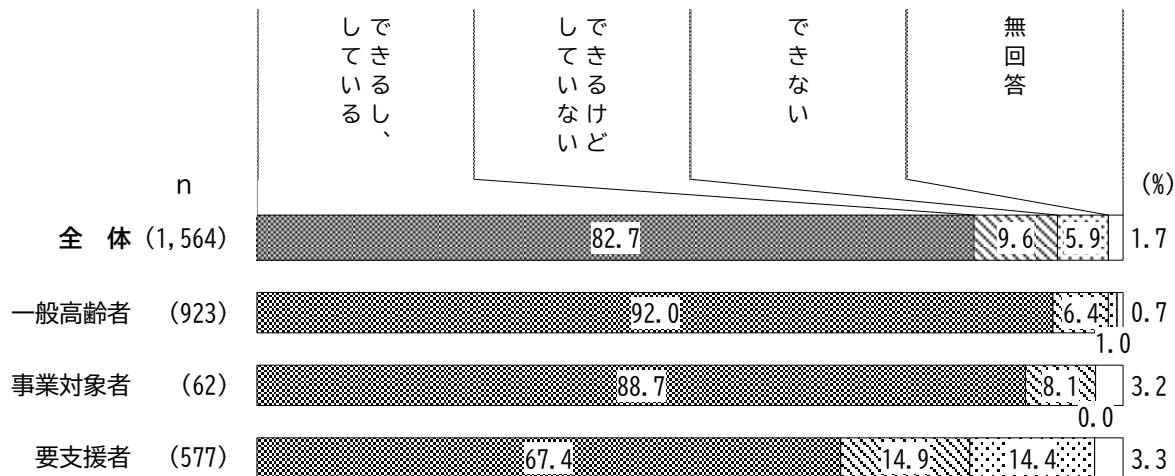 できるし、
している
できるけど
していない
できない
無回答
n
(%)
全 体 (1,564) 82.7 9.6 5.9 1.7
一般高齢者 (923) 92.0 6.4 0.7
1.0
事業対象者 (62) 88.7 8.1 3.2
0.0
要支援者 (577) 67.4 14.9 14.4 3.3